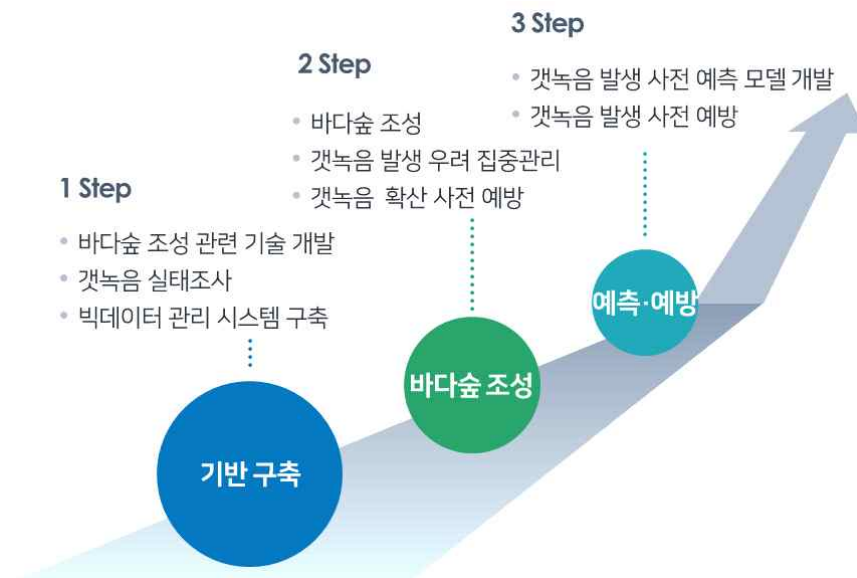 1 Step
• 바다숲 조성 관련 기술 개발
• 갯녹음 실태조사
• 빅데이터 관리 시스템 구축
기반 구축
2 Step
• 바다숲 조성
• 갯녹음 발생 우려 집중관리
• 갯녹음 확산 사전 예방
바다숲 조성
3 Step
• 갯녹음 발생 사전 예측 모델 개발
• 갯녹음 발생 사전 예방
예측·예방